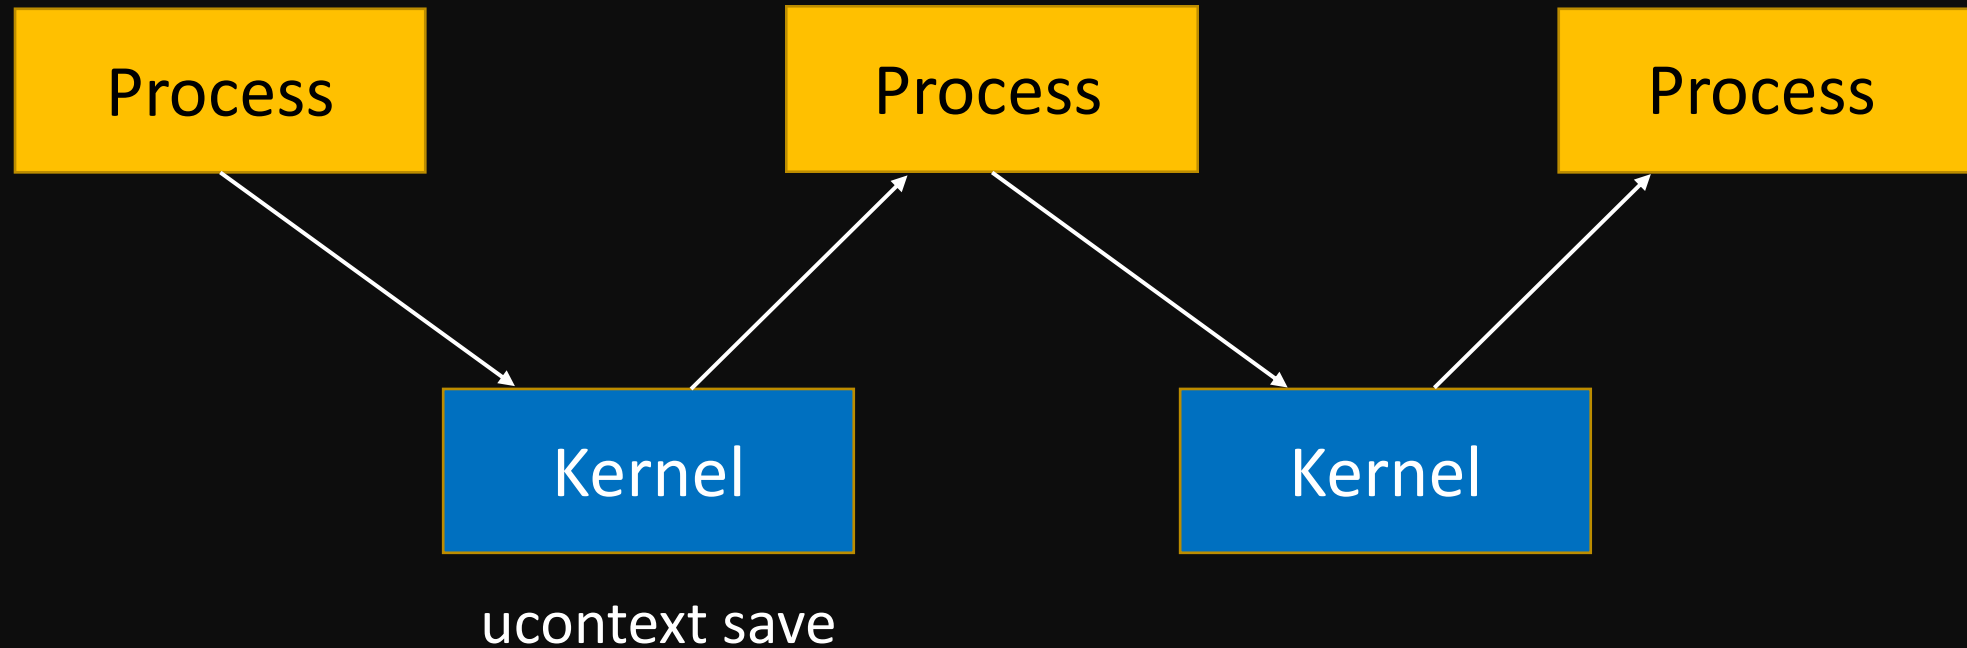 Process
Process
Process
Kernel
Kernel
ucontext save